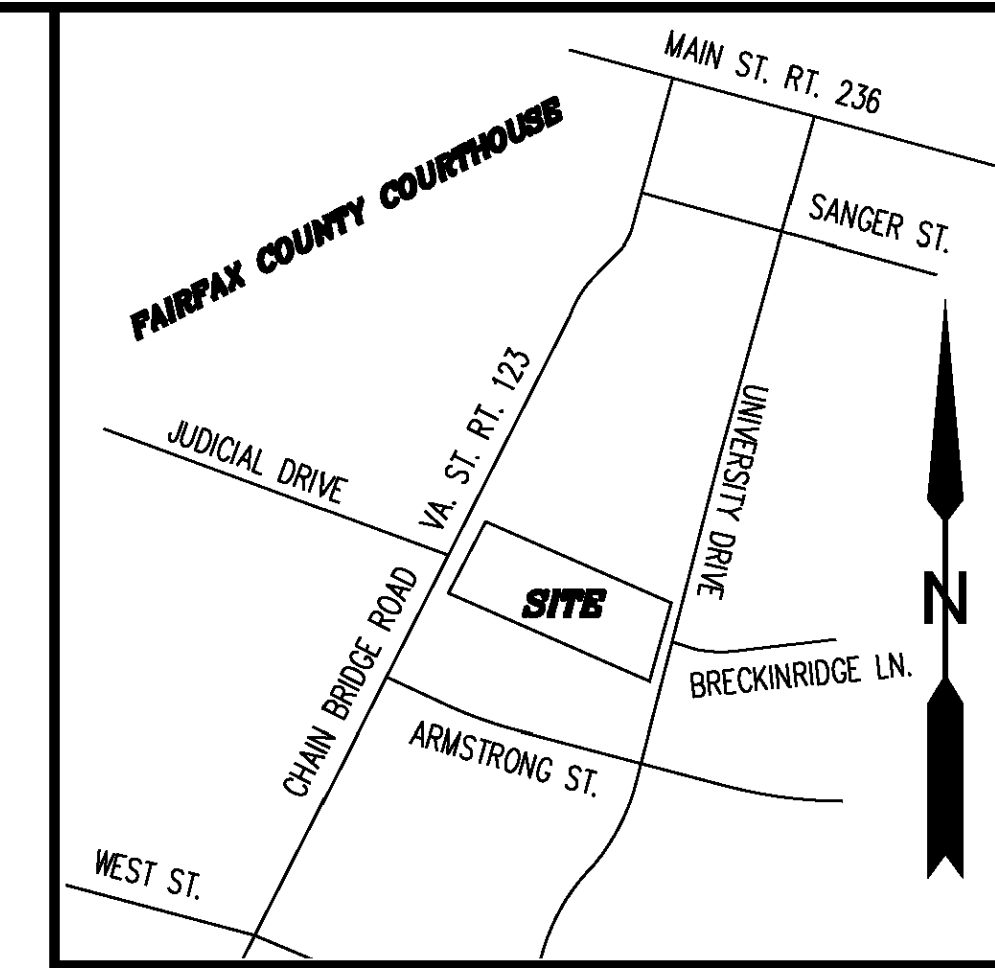 MAIN ST. RT. 236
FAIRFAX COUNTY COURTHOUSE
SANGER ST.
VA. ST. RT. 123
UNIVERSITY DRIVE
JUDICIAL DRIVE
SITE
N
CHAIN BRIDGE ROAD
BRECKINRIDGE LN.
ARMSTRONG ST.
WEST ST.